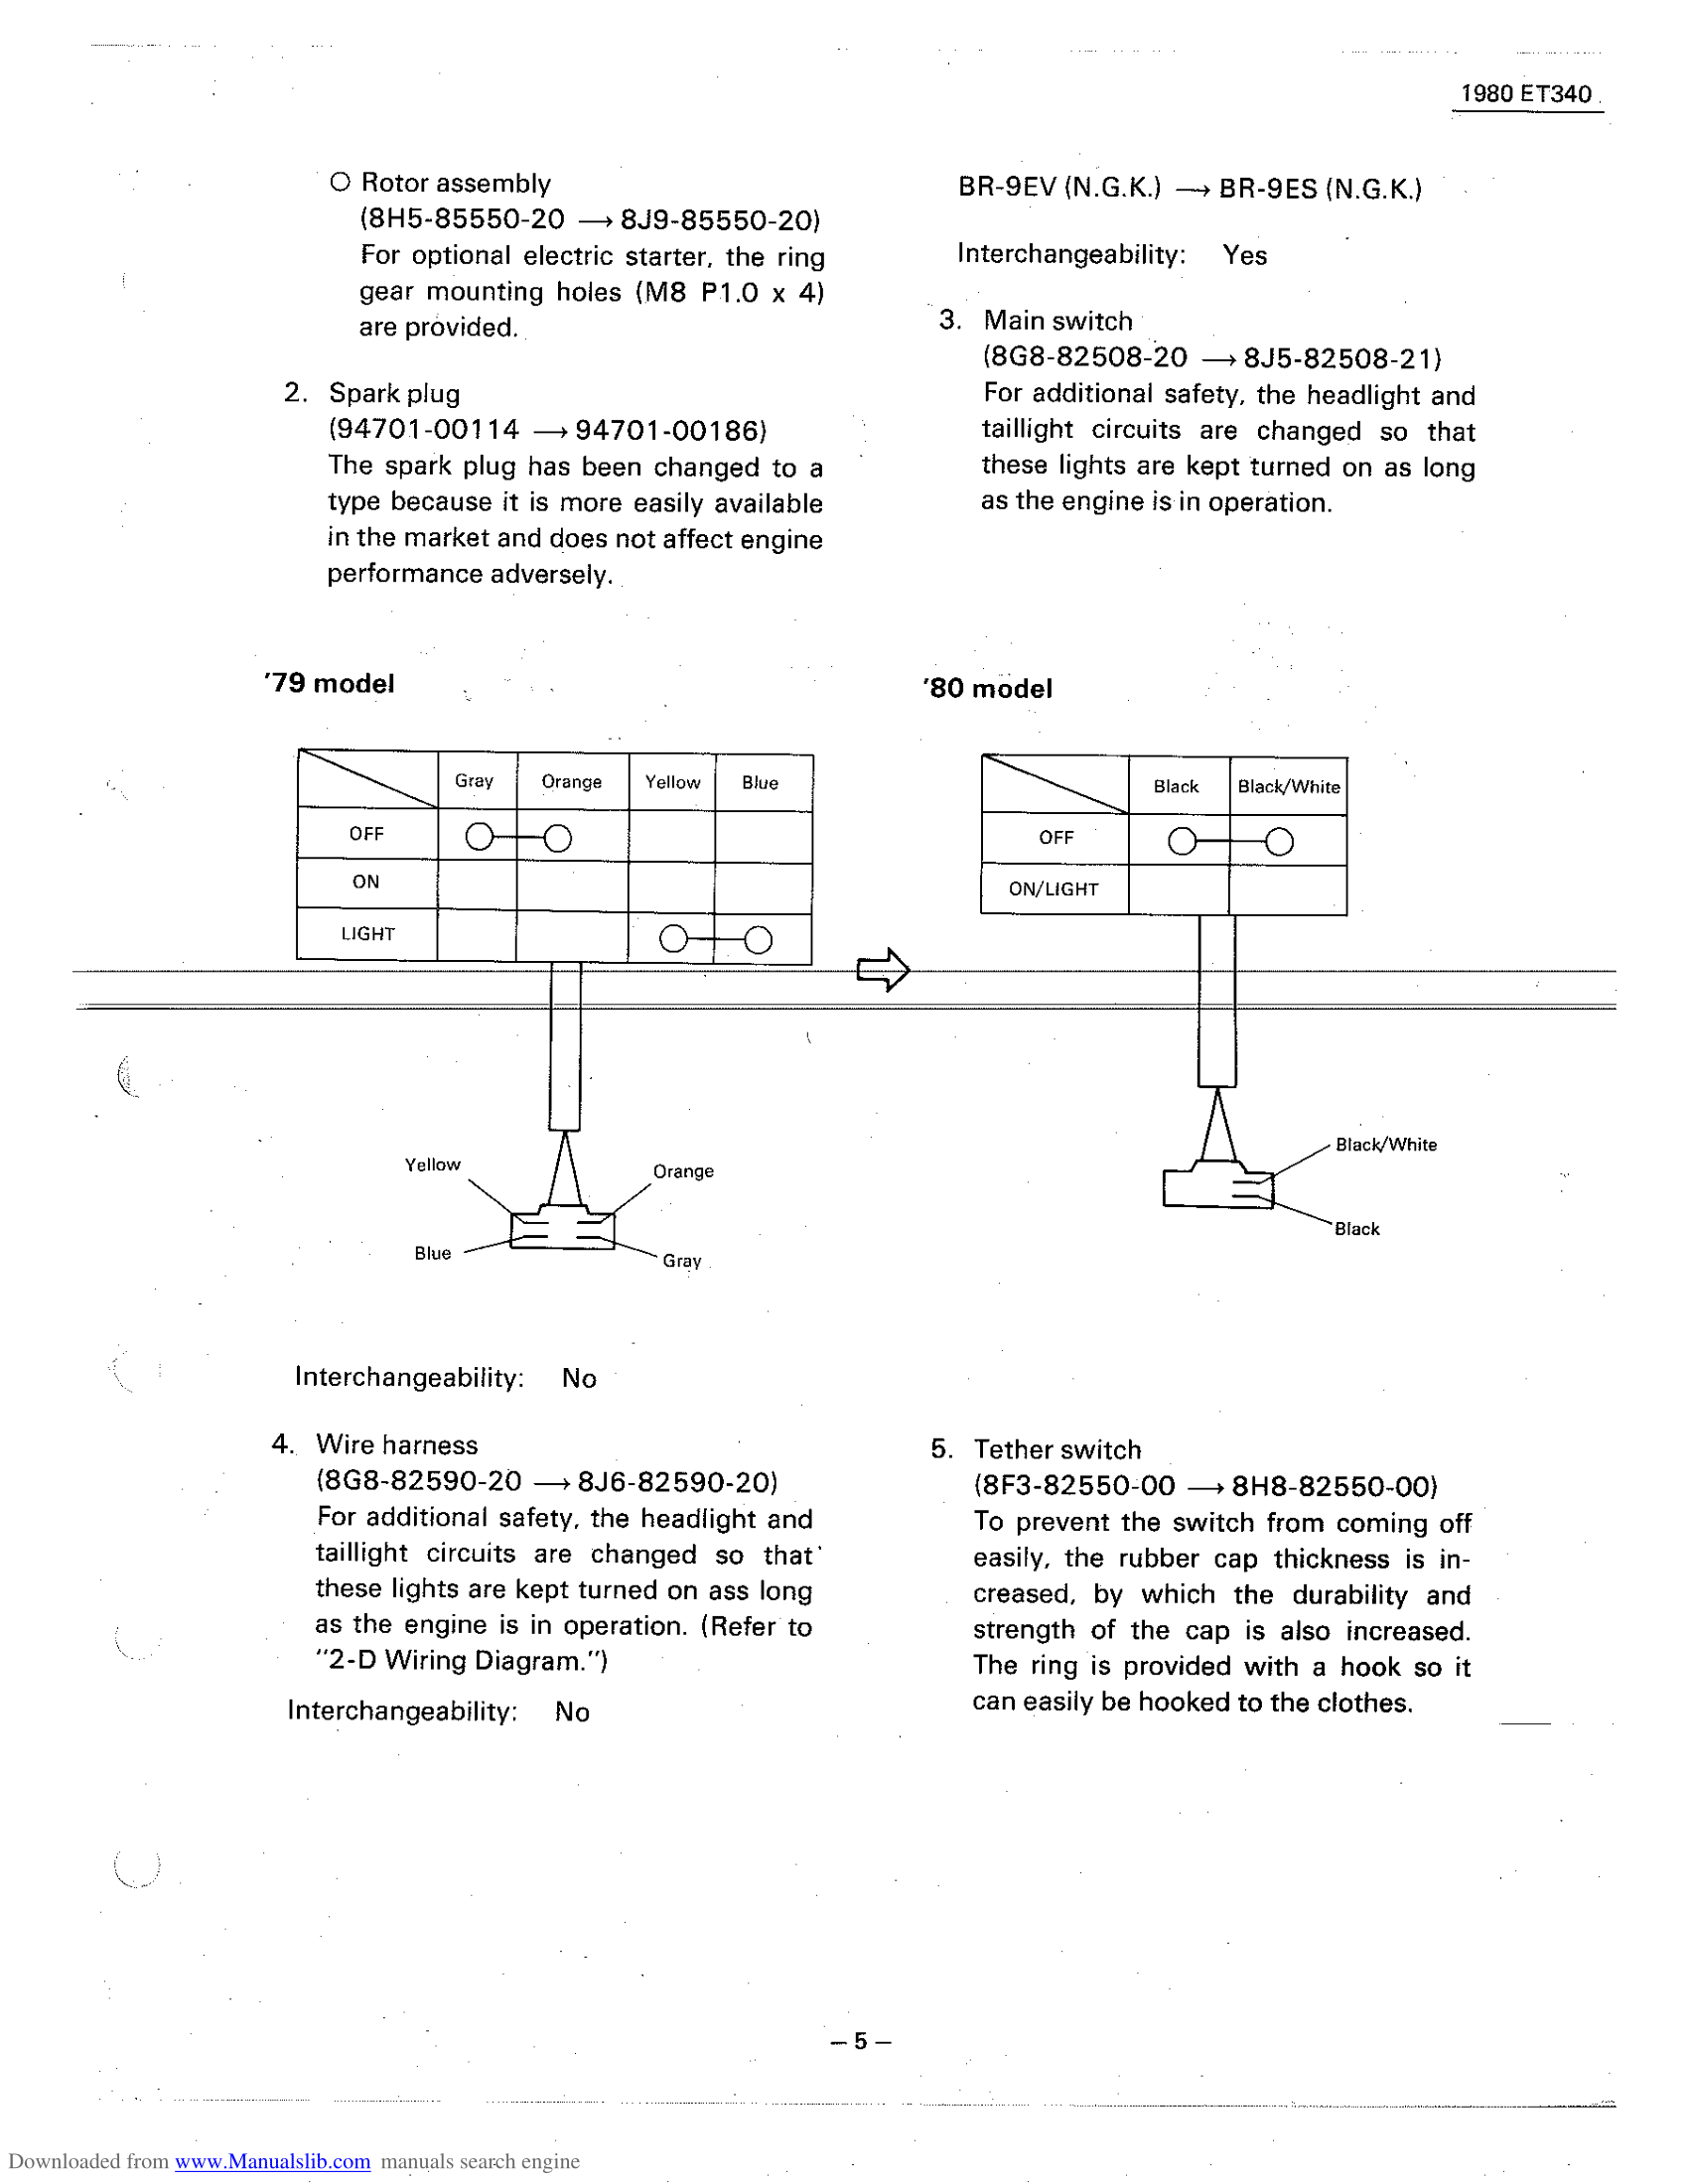 1980 ET340
○ Rotor assembly
(8H5-85550-20 → 8J9-85550-20)
For optional electric starter, the ring
gear mounting holes (M8 P1.0 x 4)
are provided.
2. Spark plug
(94701-00114 → 94701-00186)
The spark plug has been changed to a
type because it is more easily available
in the market and does not affect engine
performance adversely.
BR-9EV (N.G.K.) → BR-9ES (N.G.K.)
Interchangeability: Yes
3. Main switch
(8G8-82508-20 → 8J5-82508-21)
For additional safety, the headlight and
taillight circuits are changed so that
these lights are kept turned on as long
as the engine is in operation.
'79 model
Gray Orange Yellow Blue
OFF
ON
LIGHT
Yellow
Orange
Blue
Gray
'80 model
Black Black/White
OFF
ON/LIGHT
Black/White
Black
Interchangeability: No
4. Wire harness
(8G8-82590-20 → 8J6-82590-20)
For additional safety, the headlight and
taillight circuits are changed so that
these lights are kept turned on ass long
as the engine is in operation. (Refer to
"2-D Wiring Diagram.")
Interchangeability: No
5. Tether switch
(8F3-82550-00 → 8H8-82550-00)
To prevent the switch from coming off
easily, the rubber cap thickness is in-
creased, by which the durability and
strength of the cap is also increased.
The ring is provided with a hook so it
can easily be hooked to the clothes.
– 5 –
Downloaded from www.Manualslib.com manuals search engine